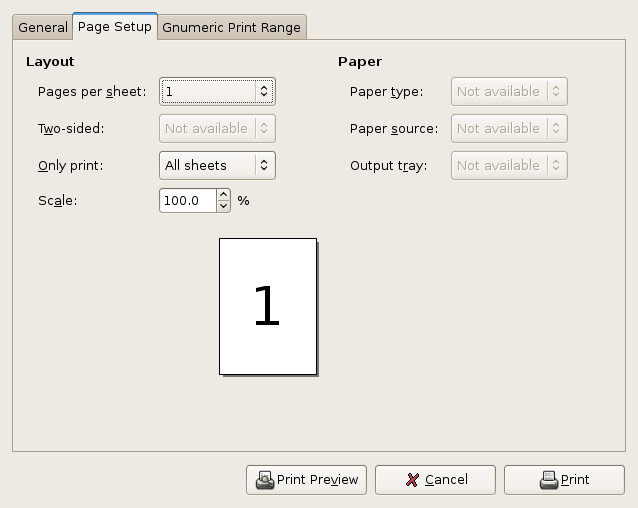 General Page Setup Gnumeric Print Range
Layout
Pages per sheet: 1
Two-sided: Not available
Only print: All sheets
Scale: 100.0 %
Paper
Paper type: Not available
Paper source: Not available
Output tray: Not available
1
Print Preview Cancel Print